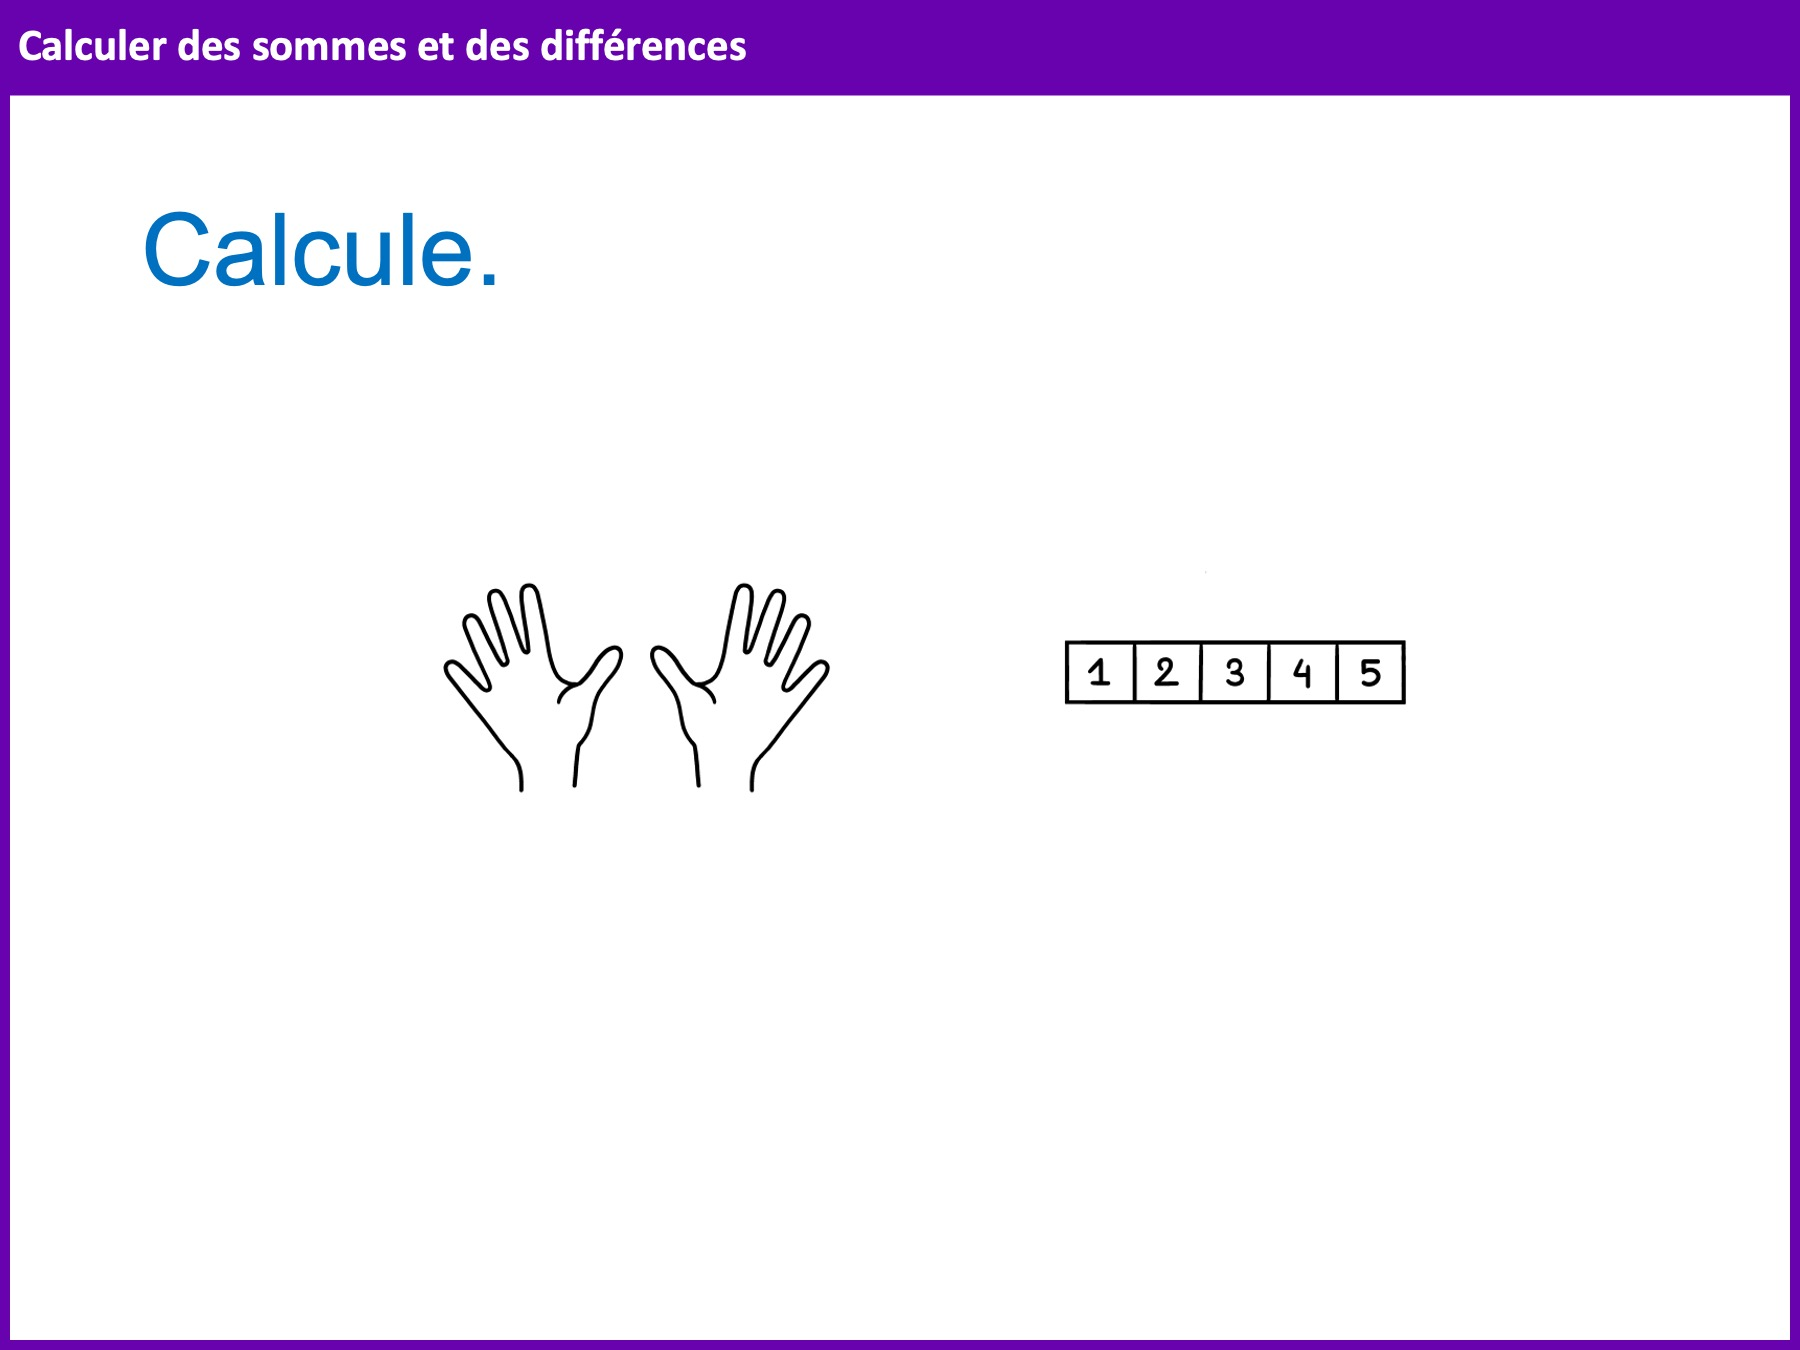 Calculer des sommes et des différences
Calcule.
1 2 3 4 5